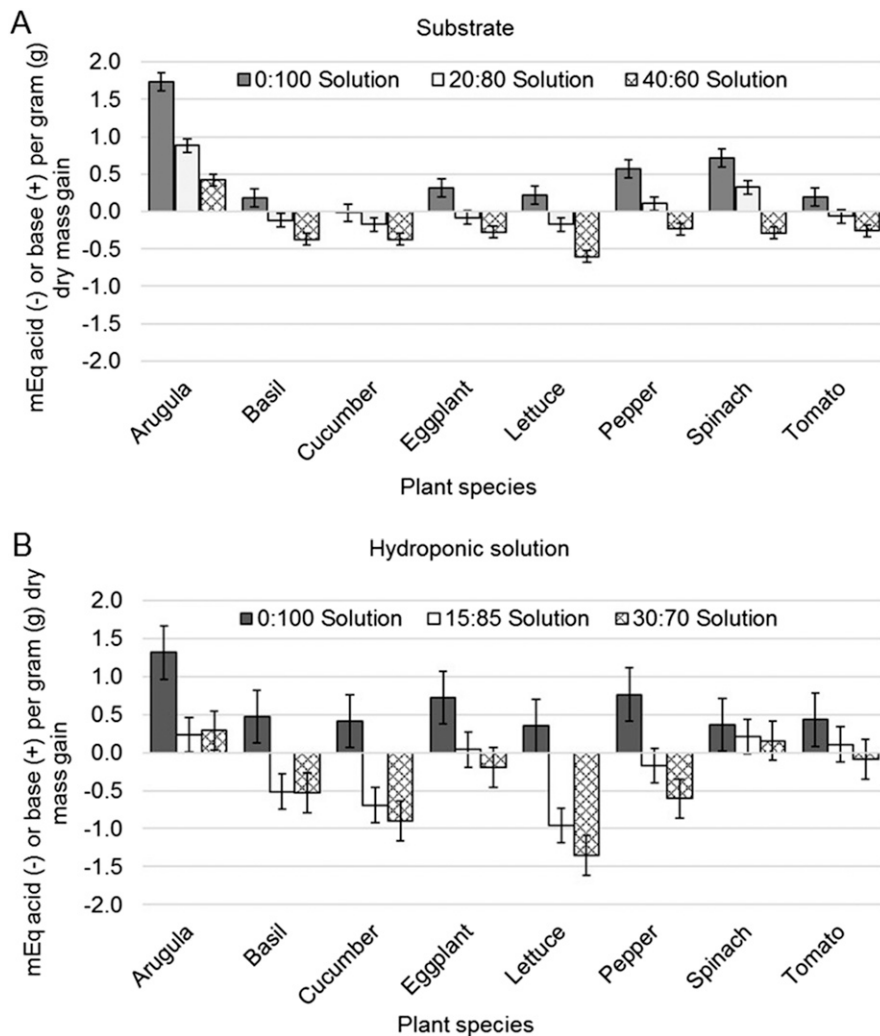 A
Substrate
mEq acid (-) or base (+) per gram (g)
dry mass gain
2.0
1.5
1.0
0.5
0.0
-0.5
-1.0
-1.5
-2.0
0:100 Solution 20:80 Solution 40:60 Solution
Arugula
Basil
Cucumber
Eggplant
Lettuce
Pepper
Spinach
Tomato
Plant species
B
Hydroponic solution
mEq acid (-) or base (+) per gram (g) dry
mass gain
2.0
1.5
1.0
0.5
0.0
-0.5
-1.0
-1.5
-2.0
0:100 Solution 15:85 Solution 30:70 Solution
Arugula
Basil
Cucumber
Eggplant
Lettuce
Pepper
Spinach
Tomato
Plant species